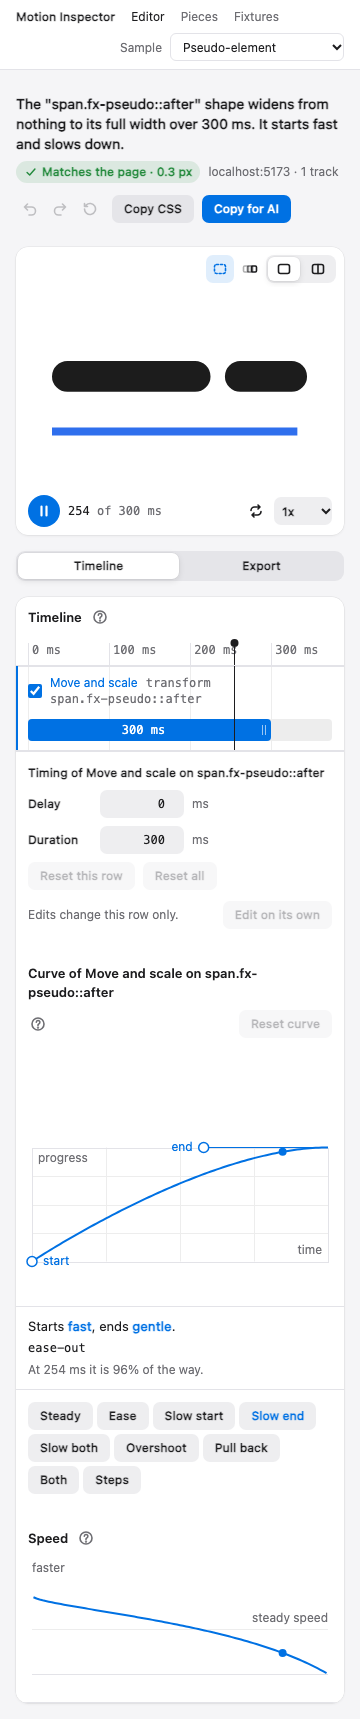 Motion Inspector Editor Pieces Fixtures
Sample Pseudo-element
The "span.fx-pseudo::after" shape widens from
nothing to its full width over 300 ms. It starts fast
and slows down.
Matches the page · 0.3 px localhost:5173 · 1 track
Copy CSS Copy for AI
254 of 300 ms 1x
Timeline Export
Timeline
0 ms 100 ms 200 ms 300 ms
Move and scale transform
span.fx-pseudo::after
300 ms
Timing of Move and scale on span.fx-pseudo::after
Delay 0 ms
Duration 300 ms
Reset this row Reset all
Edits change this row only. Edit on its own
Curve of Move and scale on span.fx-
pseudo::after
Reset curve
end
progress
time
start
Starts fast, ends gentle.
ease-out
At 254 ms it is 96% of the way.
Steady Ease Slow start Slow end
Slow both Overshoot Pull back
Both Steps
Speed
faster
steady speed